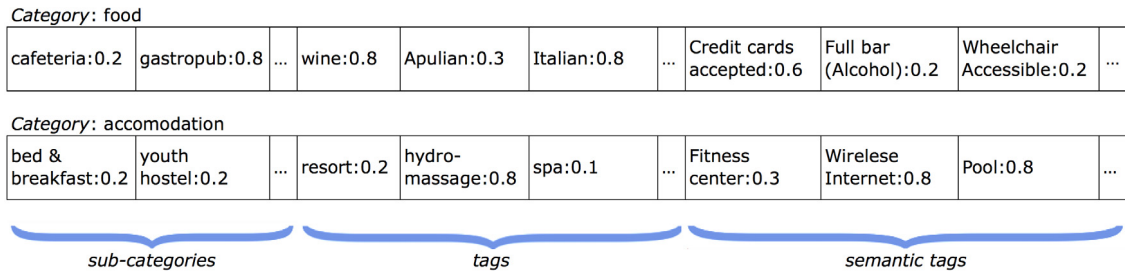 Category: food
cafeteria:0.2 gastropub:0.8 ... wine:0.8 Apulian:0.3 Italian:0.8 ... Credit cards accepted:0.6 Full bar (Alcohol):0.2 Wheelchair Accessible:0.2 ...
Category: accomodation
bed & breakfast:0.2 youth hostel:0.2 ... resort:0.2 hydro-massage:0.8 spa:0.1 ... Fitness center:0.3 Wirelese Internet:0.8 Pool:0.8 ...
sub-categories tags semantic tags